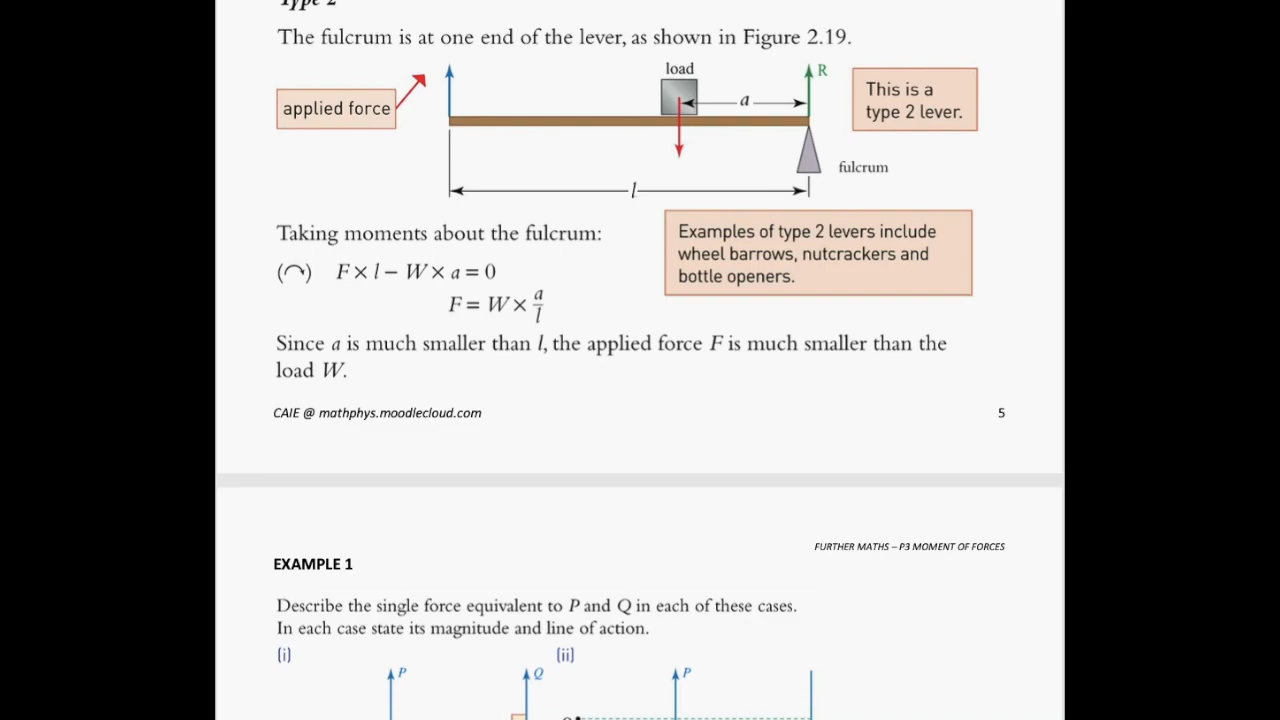 Type 2
The fulcrum is at one end of the lever, as shown in Figure 2.19.
load
R
applied force
a
This is a
type 2 lever.
fulcrum
l
Taking moments about the fulcrum:
F × l − W × a = 0
F = W × a/l
Examples of type 2 levers include
wheel barrows, nutcrackers and
bottle openers.
Since a is much smaller than l, the applied force F is much smaller than the
load W.
CAIE @ mathphys.moodlecloud.com
5
FURTHER MATHS – P3 MOMENT OF FORCES
EXAMPLE 1
Describe the single force equivalent to P and Q in each of these cases.
In each case state its magnitude and line of action.
(i)
(ii)
P
Q
P